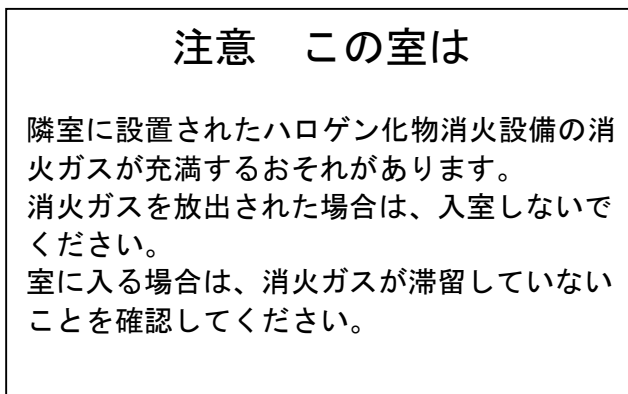 注意　この室は
隣室に設置されたハロゲン化物消火設備の消
火ガスが充満するおそれがあります。
消火ガスを放出された場合は、入室しないで
ください。
室に入る場合は、消火ガスが滞留していない
ことを確認してください。